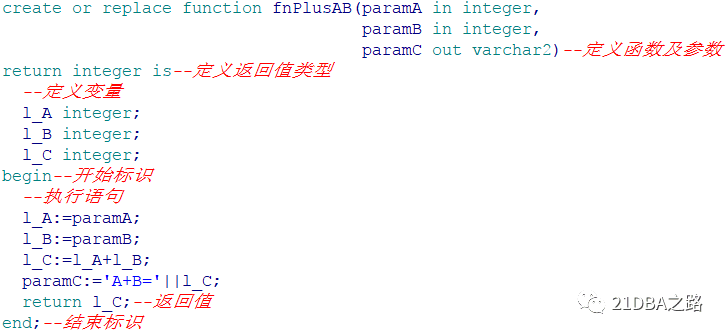 create or replace function fnPlusAB(paramA in integer,
paramB in integer,
paramC out varchar2)--定义函数及参数
return integer is--定义返回值类型
--定义变量
l_A integer;
l_B integer;
l_C integer;
begin--开始标识
--执行语句
l_A:=paramA;
l_B:=paramB;
l_C:=l_A+l_B;
paramC:='A+B='||l_C;
return l_C;--返回值
end;--结束标识
21DBA之路